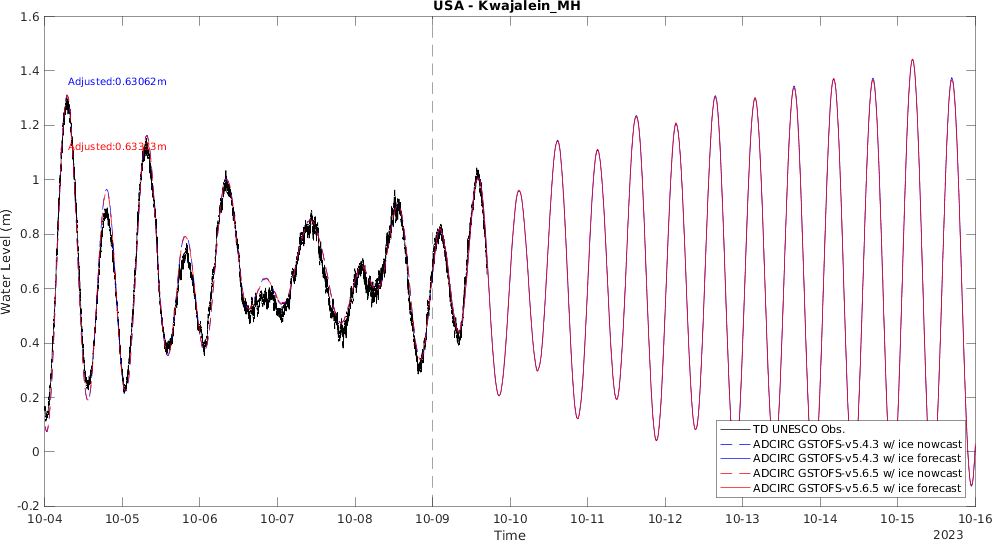 USA - Kwajalein_MH
1.6
1.4
1.2
1
0.8
0.6
0.4
0.2
0
-0.2
Water Level (m)
Adjusted:0.63062m
TD UNESCO Obs.
ADCIRC GSTOFS-v5.4.3 w/ ice nowcast
ADCIRC GSTOFS-v5.4.3 w/ ice forecast
ADCIRC GSTOFS-v5.6.5 w/ ice nowcast
ADCIRC GSTOFS-v5.6.5 w/ ice forecast
10-04 10-05 10-06 10-07 10-08 10-09 10-10 10-11 10-12 10-13 10-14 10-15 10-16
Time
2023